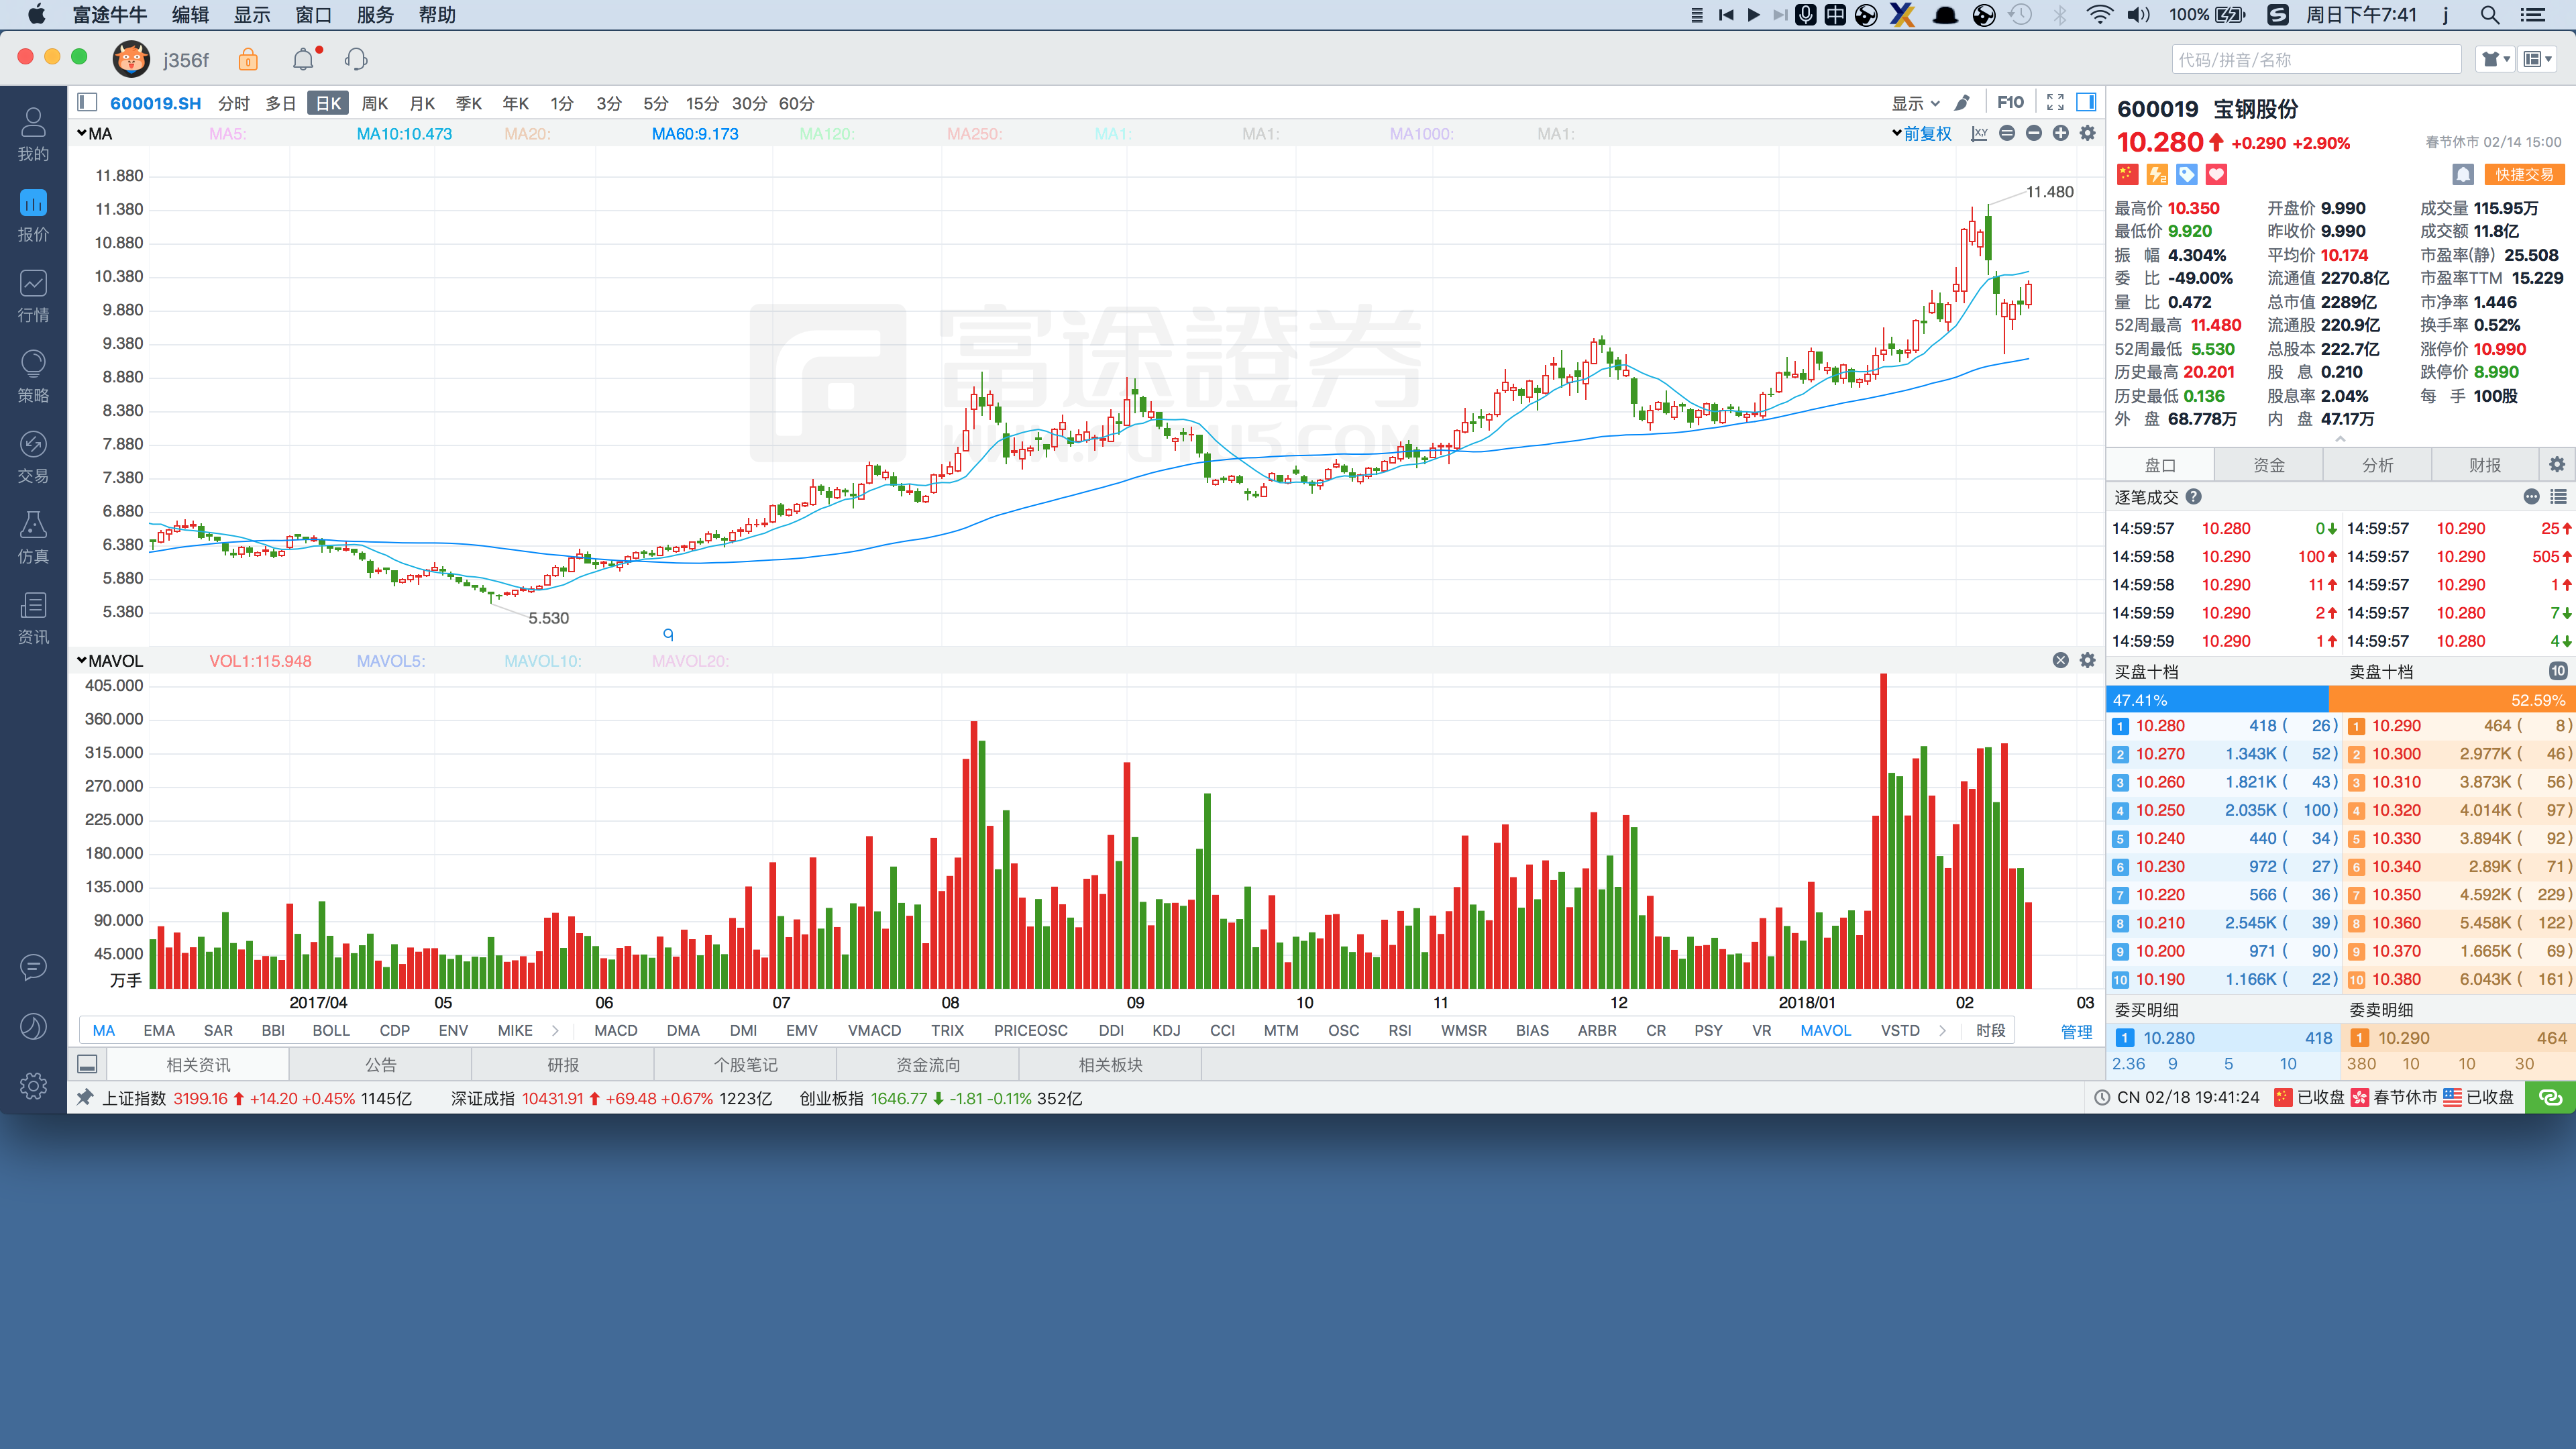 富途牛牛 编辑 显示 窗口 服务 帮助 中 100% 周日下午7:41 j
j356f 代码/拼音/名称
600019.SH 分时 多日 日K 周K 月K 季K 年K 1分 3分 5分 15分 30分 60分 显示 F10
MA MA5: MA10:10.473 MA20: MA60:9.173 MA120: MA250: MA1: MA1: MA1000: MA1: 前复权
我的
报价
行情
策略
交易
仿真
资讯
11.880
11.380
10.880
10.380
9.880
9.380
8.880
8.380
7.880
7.380
6.880
6.380
5.880
5.380
11.480
5.530
富途證券
q
MAVOL VOL1:115.948 MAVOL5: MAVOL10: MAVOL20:
405.000
360.000
315.000
270.000
225.000
180.000
135.000
90.000
45.000
万手
2017/04 05 06 07 08 09 10 11 12 2018/01 02 03
MA EMA SAR BBI BOLL CDP ENV MIKE MACD DMA DMI EMV VMACD TRIX PRICEOSC DDI KDJ CCI MTM OSC RSI WMSR BIAS ARBR CR PSY VR MAVOL VSTD 时段 管理
相关资讯 公告 研报 个股笔记 资金流向 相关板块
600019 宝钢股份
10.280 +0.290 +2.90% 春节休市 02/14 15:00
快捷交易
最高价 10.350 开盘价 9.990 成交量 115.95万
最低价 9.920 昨收价 9.990 成交额 11.8亿
振 幅 4.304% 平均价 10.174 市盈率(静) 25.508
委 比 -49.00% 流通值 2270.8亿 市盈率TTM 15.229
量 比 0.472 总市值 2289亿 市净率 1.446
52周最高 11.480 流通股 220.9亿 换手率 0.52%
52周最低 5.530 总股本 222.7亿 涨停价 10.990
历史最高 20.201 股 息 0.210 跌停价 8.990
历史最低 0.136 股息率 2.04% 每 手 100股
外 盘 68.778万 内 盘 47.17万
盘口 资金 分析 财报
逐笔成交
14:59:57 10.280 0 14:59:57 10.290 25
14:59:58 10.290 100 14:59:57 10.290 505
14:59:58 10.290 11 14:59:57 10.290 1
14:59:59 10.290 2 14:59:57 10.280 7
14:59:59 10.290 1 14:59:57 10.280 4
买盘十档 卖盘十档 10
47.41% 52.59%
1 10.280 418 ( 26) 1 10.290 464 ( 8)
2 10.270 1.343K ( 52) 2 10.300 2.977K ( 46)
3 10.260 1.821K ( 43) 3 10.310 3.873K ( 56)
4 10.250 2.035K ( 100) 4 10.320 4.014K ( 97)
5 10.240 440 ( 34) 5 10.330 3.894K ( 92)
6 10.230 972 ( 27) 6 10.340 2.89K ( 71)
7 10.220 566 ( 36) 7 10.350 4.592K ( 229)
8 10.210 2.545K ( 39) 8 10.360 5.458K ( 122)
9 10.200 971 ( 90) 9 10.370 1.665K ( 69)
10 10.190 1.166K ( 22) 10 10.380 6.043K ( 161)
委买明细 委卖明细
1 10.280 418 1 10.290 464
2.36 9 5 10 380 10 10 30
上证指数 3199.16 +14.20 +0.45% 1145亿 深证成指 10431.91 +69.48 +0.67% 1223亿 创业板指 1646.77 -1.81 -0.11% 352亿 CN 02/18 19:41:24 已收盘 春节休市 已收盘